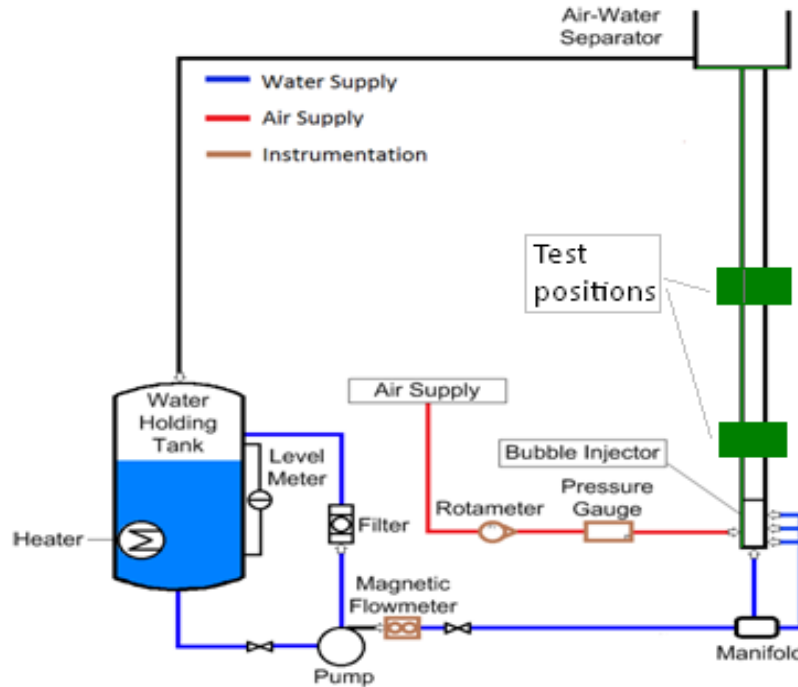 Air-Water
Separator
Water Supply
Air Supply
Instrumentation
Test
positions
Water
Holding
Tank
Air Supply
Level
Meter
Bubble Injector
Rotameter
Pressure
Gauge
Filter
Heater
Magnetic
Flowmeter
Pump
Manifold